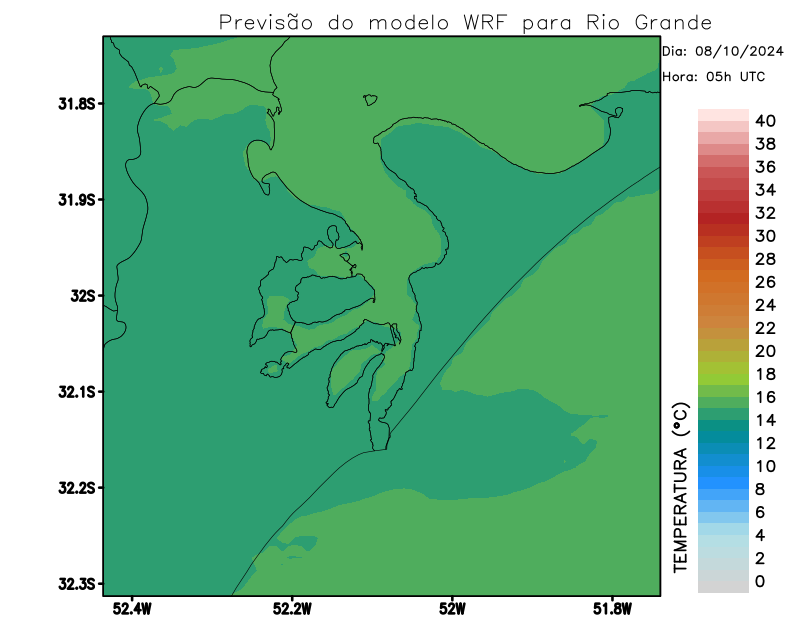 Previsão do modelo WRF para Rio Grande
Dia: 08/10/2024
Hora: 05h UTC
31.8S
31.9S
32S
32.1S
32.2S
32.3S
52.4W
52.2W
52W
51.8W
TEMPERATURA (ºC)
40
38
36
34
32
30
28
26
24
22
20
18
16
14
12
10
8
6
4
2
0